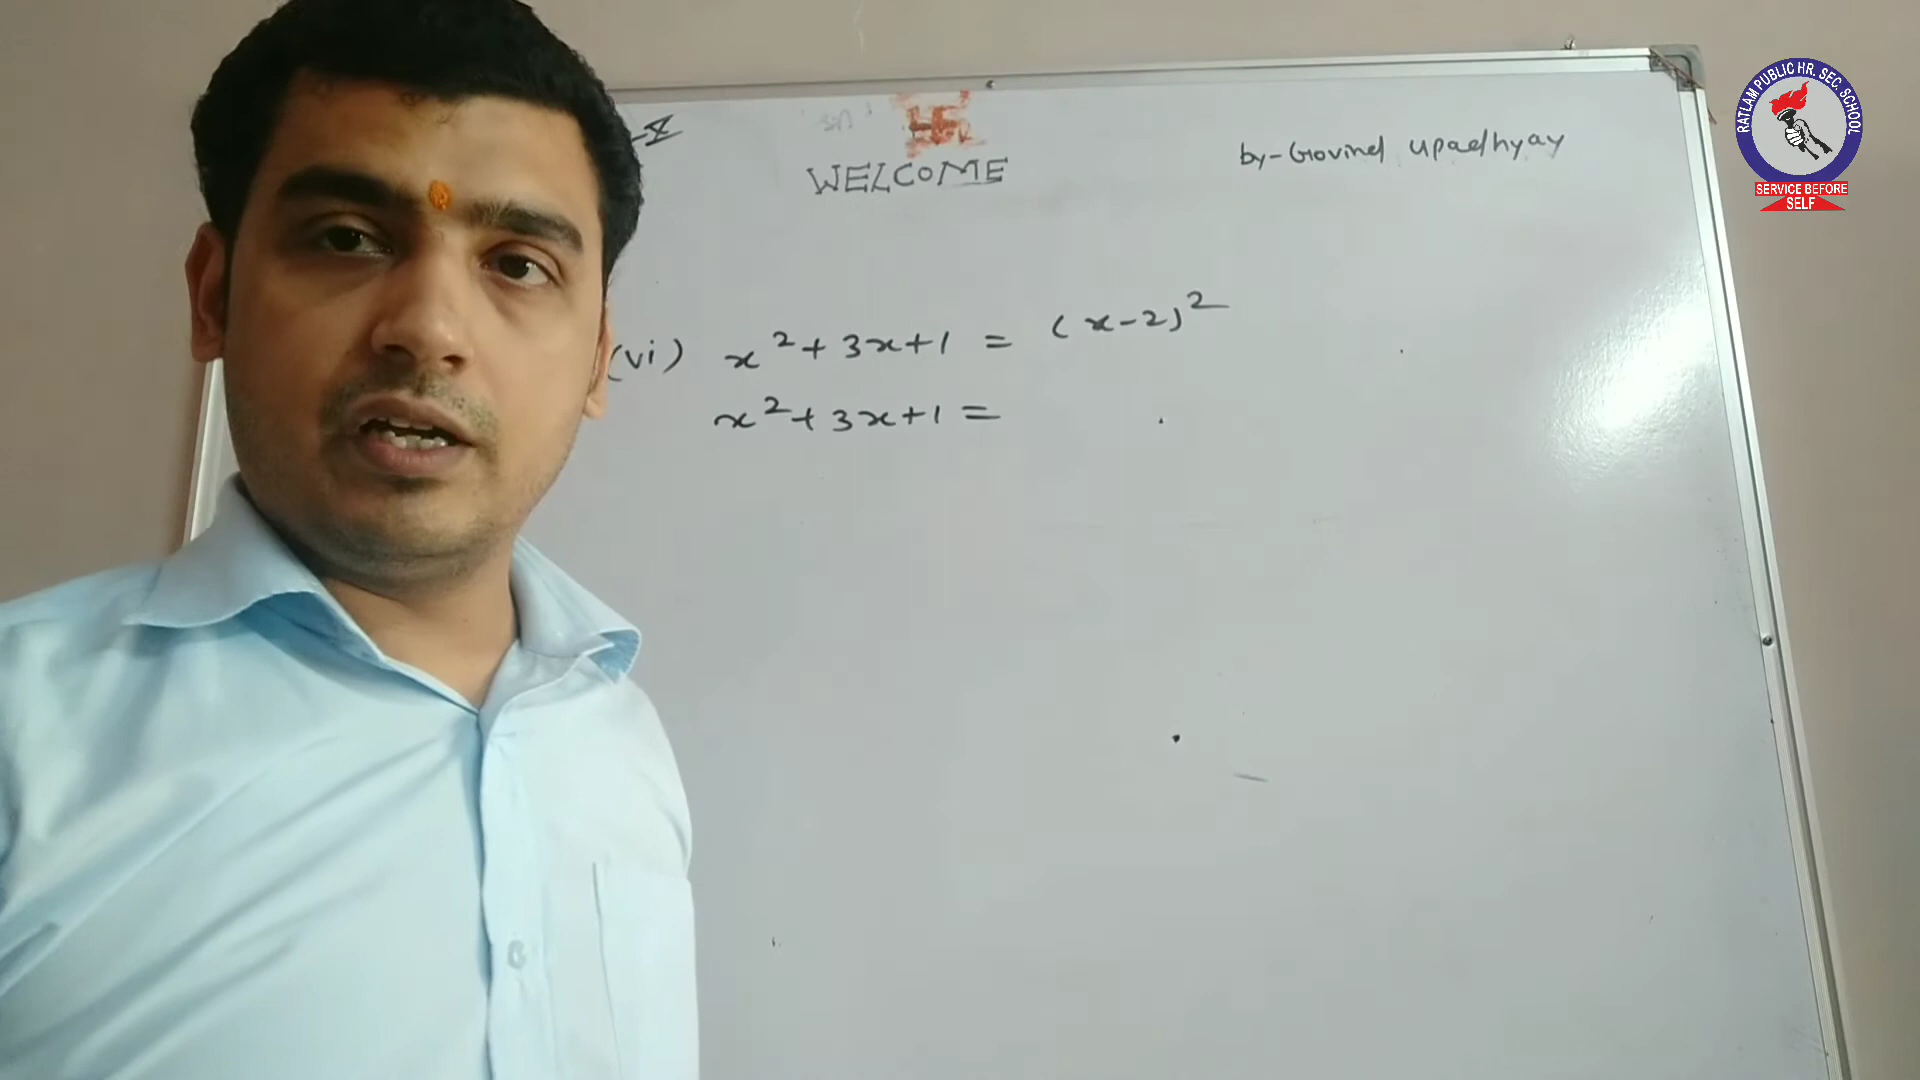 WELCOME
by-Govind Upadhyay
(vi) x²+3x+1 = (x-2)²
x²+3x+1 =
RATLAM PUBLIC HR. SEC. SCHOOL
SERVICE BEFORE
SELF